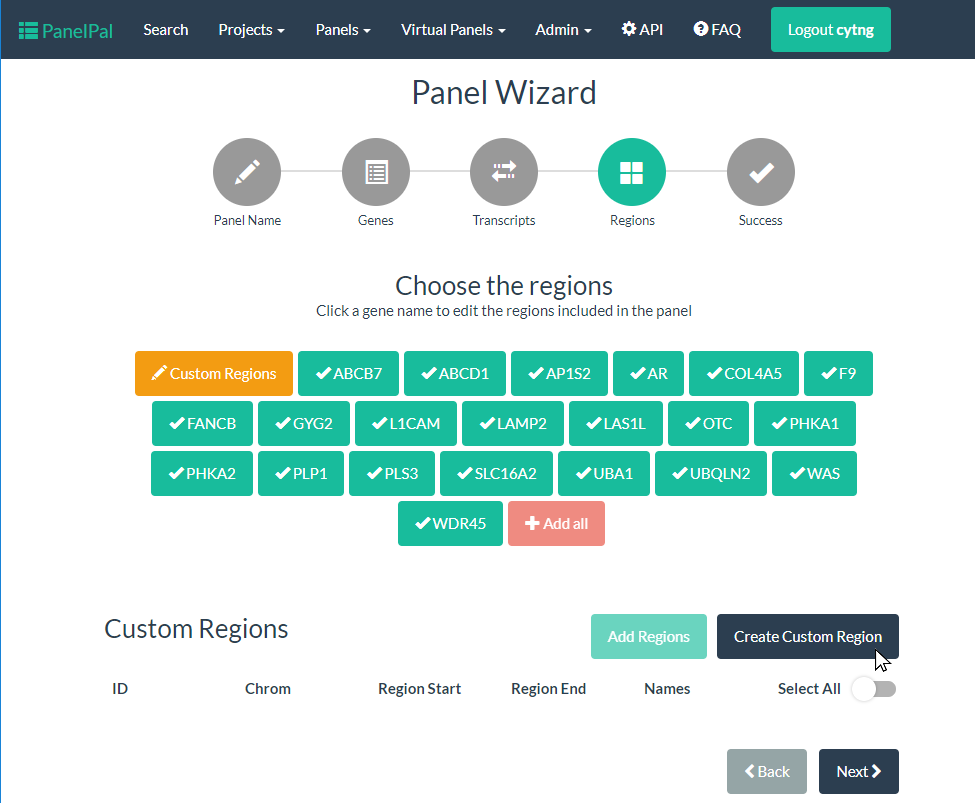 PanelPal Search Projects Panels Virtual Panels Admin API FAQ Logout cytng
Panel Wizard
Panel Name Genes Transcripts Regions Success
Choose the regions
Click a gene name to edit the regions included in the panel
Custom Regions ABCB7 ABCD1 AP1S2 AR COL4A5 F9
FANCB GYG2 L1CAM LAMP2 LAS1L OTC PHKA1
PHKA2 PLP1 PLS3 SLC16A2 UBA1 UBQLN2 WAS
WDR45 Add all
Custom Regions Add Regions Create Custom Region
ID Chrom Region Start Region End Names Select All
Back Next